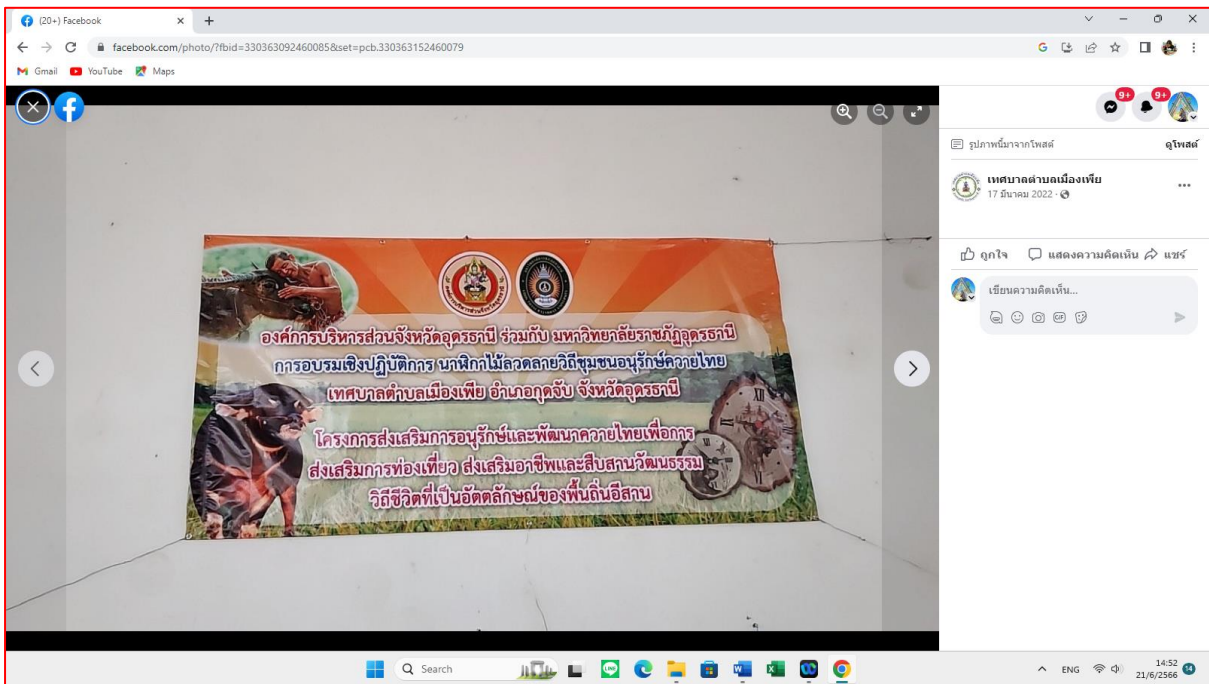 (20+) Facebook
facebook.com/photo/?fbid=330363092460085&set=pcb.330363152460079
Gmail YouTube Maps
9+ 9+
รูปภาพนี้มาจากโพสต์ ดูโพสต์
เทศบาลตำบลเมืองเพีย
17 มีนาคม 2022
ถูกใจ แสดงความคิดเห็น แชร์
เขียนความคิดเห็น...
GIF
องค์การบริหารส่วนจังหวัดอุดรธานี ร่วมกับ มหาวิทยาลัยราชภัฏอุดรธานี
การอบรมเชิงปฏิบัติการ นาฬิกาไม้ลวดลายวิถีชุมชนอนุรักษ์ควายไทย
เทศบาลตำบลเมืองเพีย อำเภอกุดจับ จังหวัดอุดรธานี
โครงการส่งเสริมการอนุรักษ์และพัฒนาควายไทยเพื่อการ
ส่งเสริมการท่องเที่ยว ส่งเสริมอาชีพและสืบสานวัฒนธรรม
วิถีชีวิตที่เป็นอัตลักษณ์ของพื้นถิ่นอีสาน
Search
ENG
14:52
21/6/2566
14